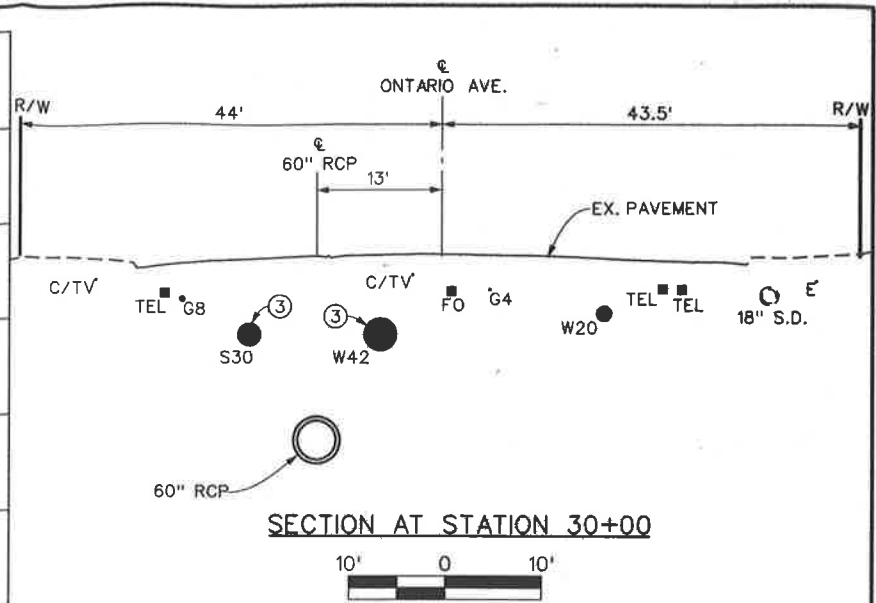 ℄
ONTARIO AVE.
R/W
44'
43.5'
R/W
℄
60" RCP
13'
EX. PAVEMENT
C/TV
C/TV
TEL
G8
3
3
FO
G4
TEL
TEL
E
18" S.D.
W20
S30
W42
60" RCP
SECTION AT STATION 30+00
10'
0
10'